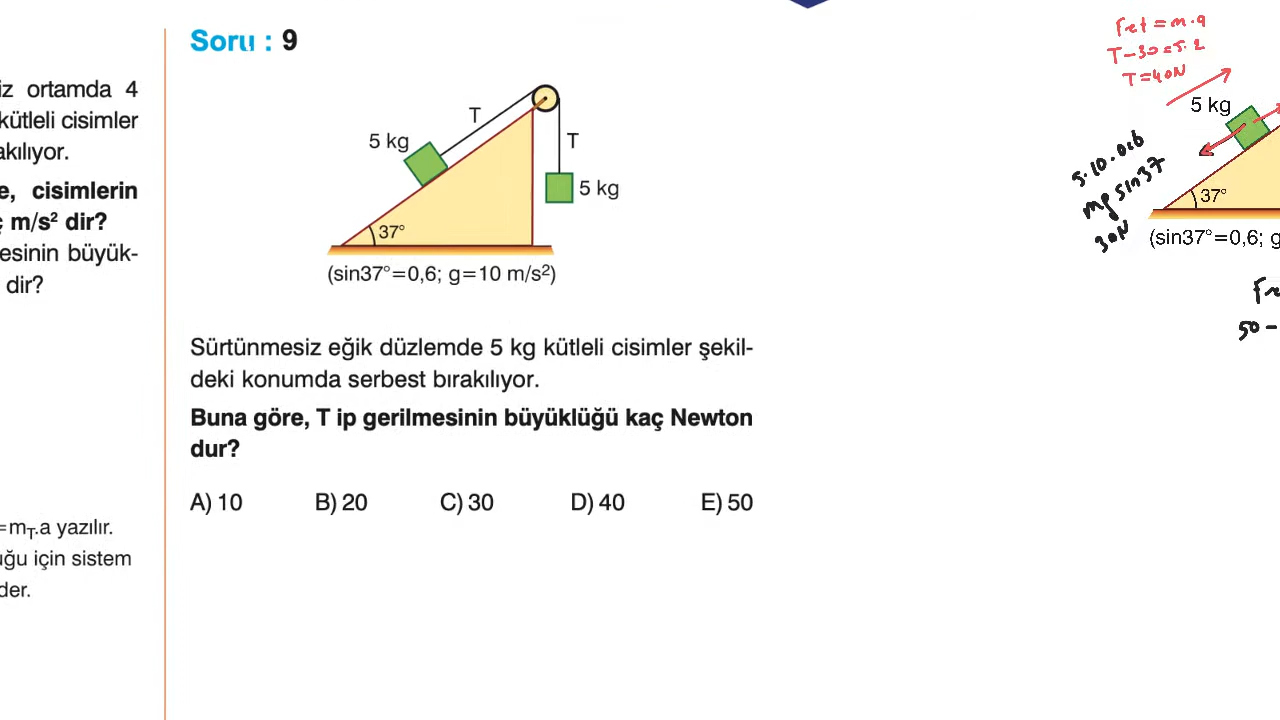 iz ortamda 4
kütleli cisimler
akılıyor.
e, cisimlerin
ç m/s² dir?
esinin büyük-
dir?
=mT.a yazılır.
uğu için sistem
der.
Soru : 9
T
5 kg
T
5 kg
37°
(sin37°=0,6; g=10 m/s²)
Sürtünmesiz eğik düzlemde 5 kg kütleli cisimler şekil-
deki konumda serbest bırakılıyor.
Buna göre, T ip gerilmesinin büyüklüğü kaç Newton
dur?
A) 10 B) 20 C) 30 D) 40 E) 50
Fnet = m.a
T-30=5.2
T=40N
5 kg
5.10.0,6
mg sin37
30N
37°
(sin37°=0,6; g
50 -